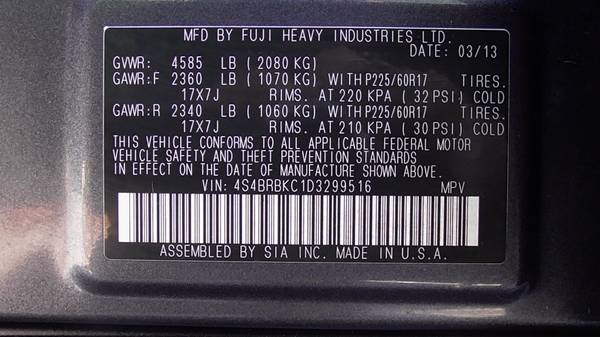 MFD BY FUJI HEAVY INDUSTRIES LTD.
DATE: 03/13
GVWR: 4585 LB ( 2080 KG)
GAWR:F 2360 LB ( 1070 KG) WITH P225/60R17 TIRES.
17X7J RIMS. AT 220 KPA ( 32 PSI) COLD
GAWR:R 2340 LB ( 1060 KG) WITH P225/60R17 TIRES.
17X7J RIMS. AT 210 KPA ( 30 PSI) COLD
THIS VEHICLE CONFORMS TO ALL APPLICABLE FEDERAL MOTOR
VEHICLE SAFETY AND THEFT PREVENTION STANDARDS
IN EFFECT ON THE DATE OF MANUFACTURE SHOWN ABOVE.
VIN: 4S4BRBKC1D3299516 MPV
ASSEMBLED BY SIA INC. MADE IN U.S.A.